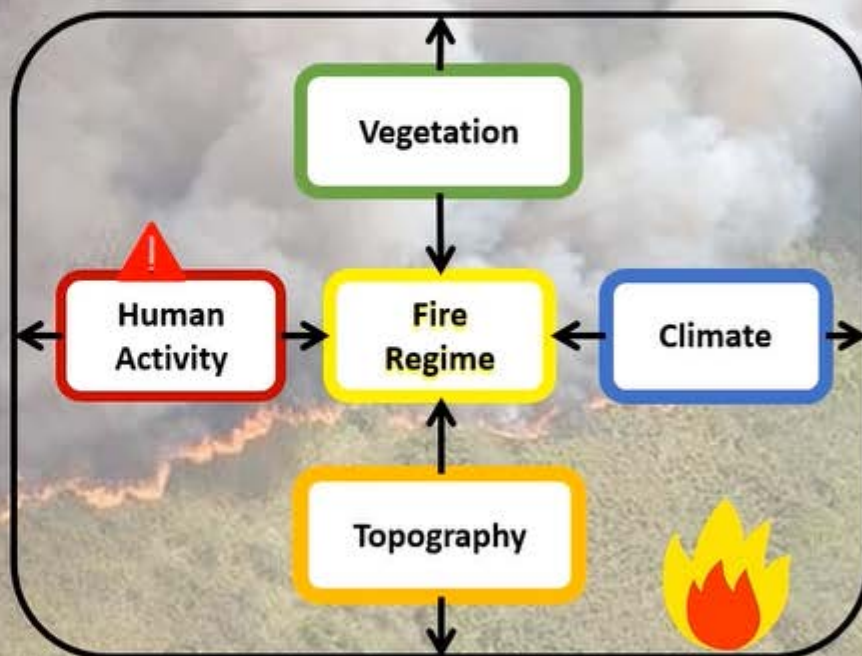 Vegetation
Human
Activity
Fire
Regime
Climate
Topography